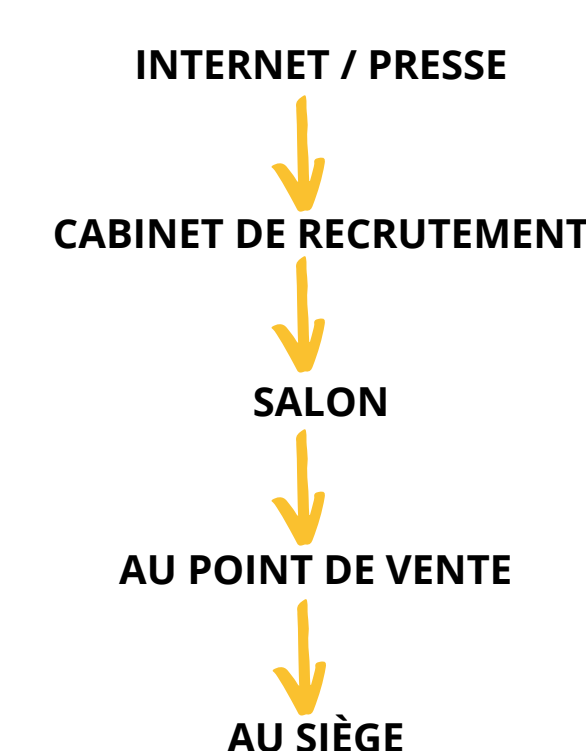 INTERNET / PRESSE
CABINET DE RECRUTEMENT
SALON
AU POINT DE VENTE
AU SIÈGE